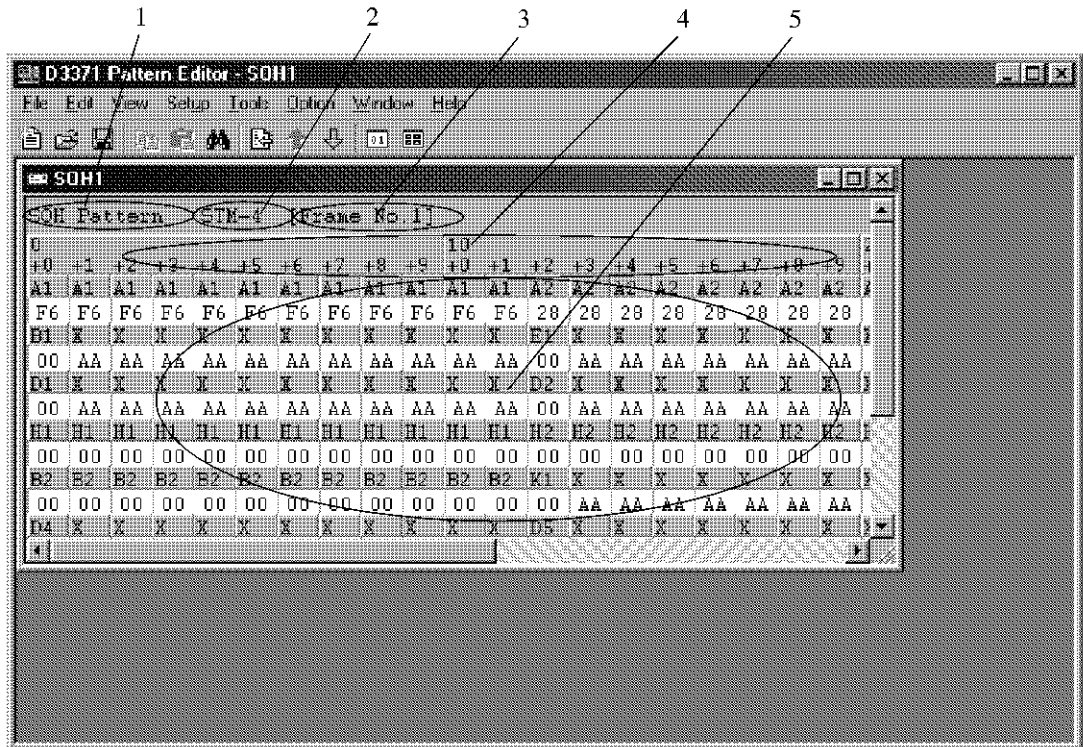 1 2 3 4 5
D3371 Pattern Editor - SOH1
File Edit View Setup Tools Option Window Help
SOH1
SOH Pattern STM-4 [Frame No.1]
0 10
+0 +1 +2 +3 +4 +5 +6 +7 +8 +9 +0 +1 +2 +3 +4 +5 +6 +7 +8 +9
A1 A1 A1 A1 A1 A1 A1 A1 A1 A1 A1 A1 A2 A2 A2 A2 A2 A2 A2 A2
F6 F6 F6 F6 F6 F6 F6 F6 F6 F6 F6 F6 28 28 28 28 28 28 28 28
B1 X X X X X X X X X X X E1 X X X X X X X
00 AA AA AA AA AA AA AA AA AA AA AA 00 AA AA AA AA AA AA AA
D1 X X X X X X X X X X X D2 X X X X X X X
00 AA AA AA AA AA AA AA AA AA AA AA 00 AA AA AA AA AA AA AA
H1 H1 H1 H1 H1 H1 H1 H1 H1 H1 H1 H1 H2 H2 H2 H2 H2 H2 H2 H2
00 00 00 00 00 00 00 00 00 00 00 00 00 00 00 00 00 00 00 00
B2 B2 B2 B2 B2 B2 B2 B2 B2 B2 B2 B2 K1 X X X X X X X
00 00 00 00 00 00 00 00 00 00 00 00 00 AA AA AA AA AA AA AA
D4 X X X X X X X X X X X D5 X X X X X X X